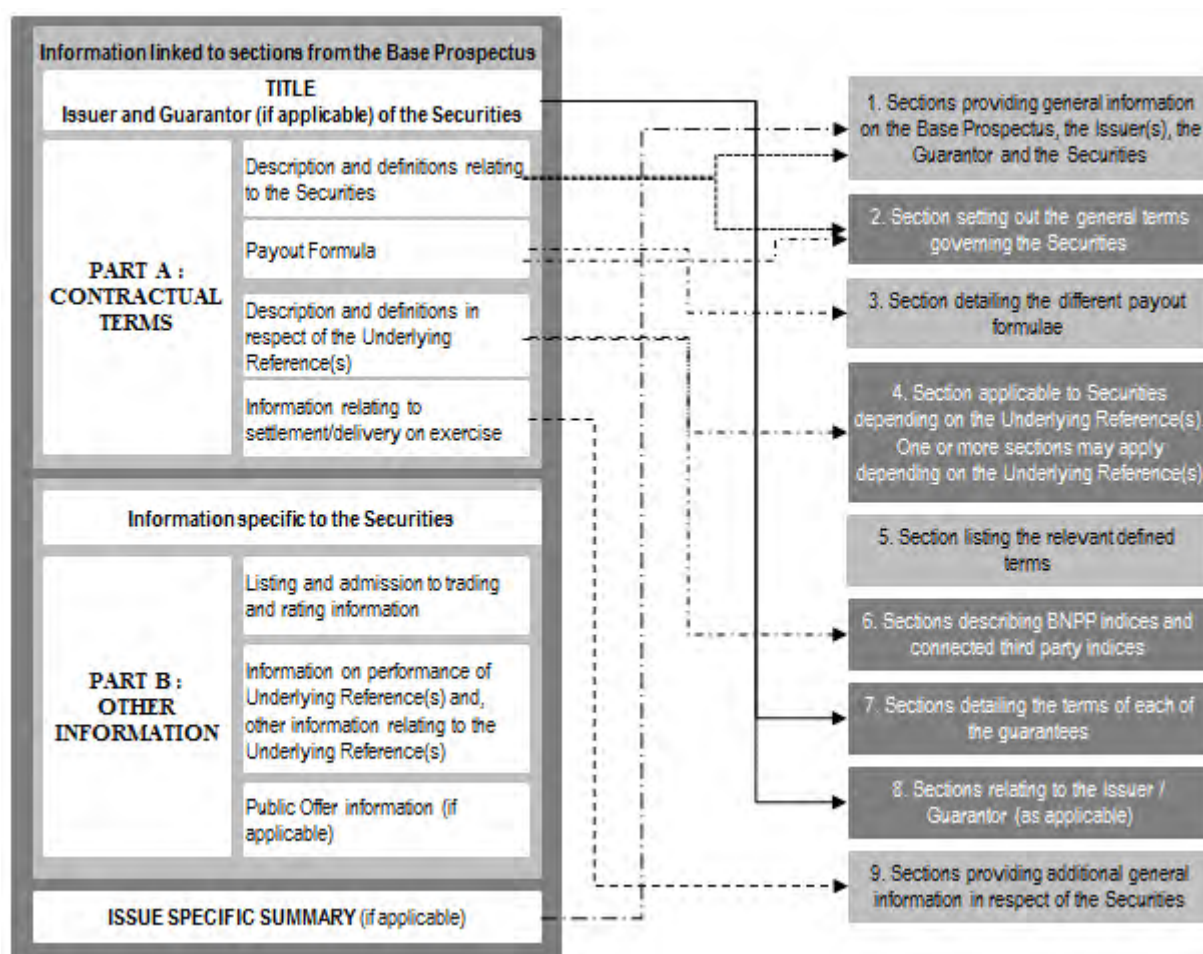 Information linked to sections from the Base Prospectus
TITLE
Issuer and Guarantor (if applicable) of the Securities
PART A :
CONTRACTUAL
TERMS
Description and definitions relating
to the Securities
Payout Formula
Description and definitions in
respect of the Underlying
Reference(s)
Information relating to
settlement/delivery on exercise
Information specific to the Securities
PART B :
OTHER
INFORMATION
Listing and admission to trading
and rating information
Information on performance of
Underlying Reference(s) and,
other information relating to the
Underlying Reference(s)
Public Offer information (if
applicable)
ISSUE SPECIFIC SUMMARY (if applicable)
1. Sections providing general information
on the Base Prospectus, the Issuer(s), the
Guarantor and the Securities
2. Section setting out the general terms
governing the Securities
3. Section detailing the different payout
formulae
4. Section applicable to Securities
depending on the Underlying Reference(s)
One or more sections may apply
depending on the Underlying Reference(s)
5. Section listing the relevant defined
terms
6. Sections describing BNPP indices and
connected third party indices
7. Sections detailing the terms of each of
the guarantees
8. Sections relating to the Issuer /
Guarantor (as applicable)
9. Sections providing additional general
information in respect of the Securities